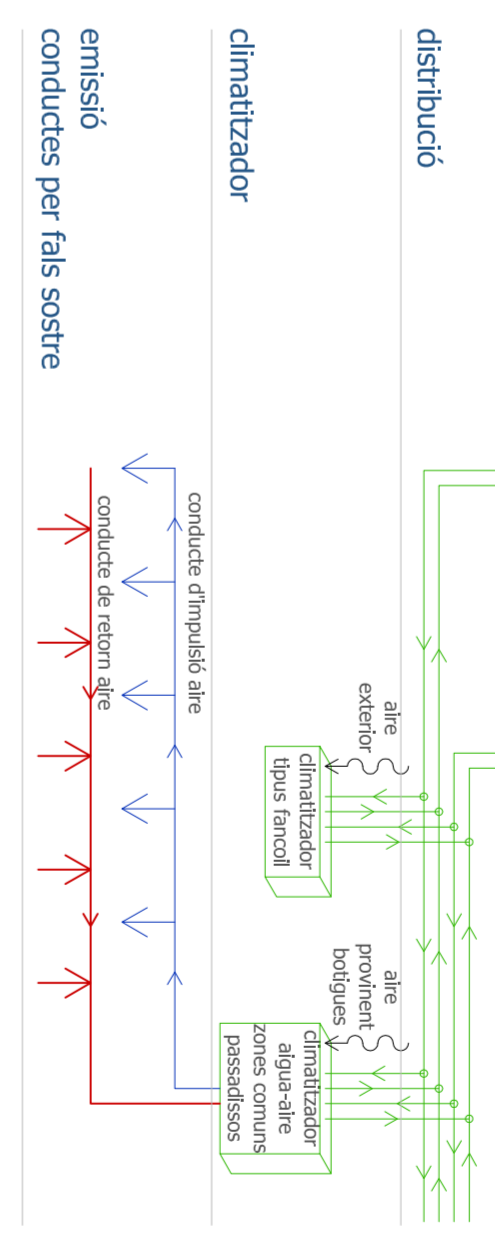 distribució
aire
exterior
aire
provinent
botigues
climatitzador
climatitzador
tipus fancoil
climatitzador
aigua-aire
zones comuns
passadissos
emissió
conductes per fals sostre
conducte d'impulsió aire
conducte de retorn aire